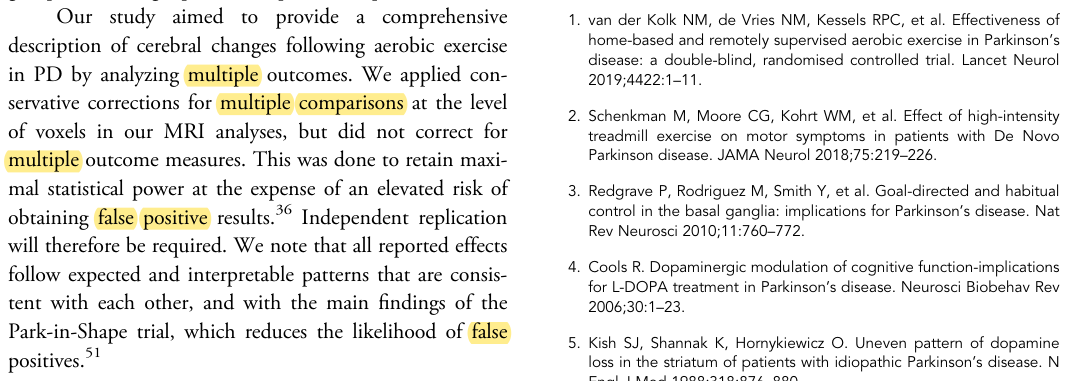 Our study aimed to provide a comprehensive
description of cerebral changes following aerobic exercise
in PD by analyzing multiple outcomes. We applied con-
servative corrections for multiple comparisons at the level
of voxels in our MRI analyses, but did not correct for
multiple outcome measures. This was done to retain maxi-
mal statistical power at the expense of an elevated risk of
obtaining false positive results.36 Independent replication
will therefore be required. We note that all reported effects
follow expected and interpretable patterns that are consis-
tent with each other, and with the main findings of the
Park-in-Shape trial, which reduces the likelihood of false
positives.51
1. van der Kolk NM, de Vries NM, Kessels RPC, et al. Effectiveness of
home-based and remotely supervised aerobic exercise in Parkinson's
disease: a double-blind, randomised controlled trial. Lancet Neurol
2019;4422:1–11.
2. Schenkman M, Moore CG, Kohrt WM, et al. Effect of high-intensity
treadmill exercise on motor symptoms in patients with De Novo
Parkinson disease. JAMA Neurol 2018;75:219–226.
3. Redgrave P, Rodriguez M, Smith Y, et al. Goal-directed and habitual
control in the basal ganglia: implications for Parkinson's disease. Nat
Rev Neurosci 2010;11:760–772.
4. Cools R. Dopaminergic modulation of cognitive function-implications
for L-DOPA treatment in Parkinson's disease. Neurosci Biobehav Rev
2006;30:1–23.
5. Kish SJ, Shannak K, Hornykiewicz O. Uneven pattern of dopamine
loss in the striatum of patients with idiopathic Parkinson's disease. N
Engl J Med 1988;318:876–880.